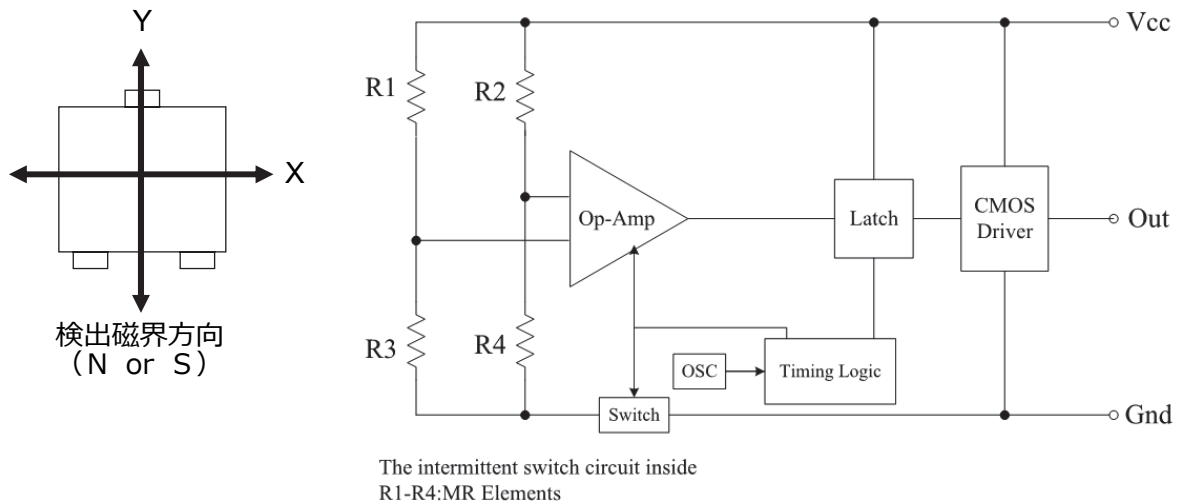 Y
X
検出磁界方向
(N or S)
Vcc
R1
R2
Op-Amp
Latch
CMOS
Driver
Out
R3
R4
OSC
Timing Logic
Switch
Gnd
The intermittent switch circuit inside
R1-R4:MR Elements